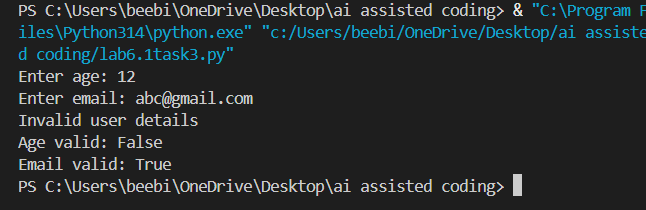 PS C:\Users\beebi\OneDrive\Desktop\ai assisted coding> & "C:\Program F
iles\Python314\python.exe" "c:/Users/beebi/OneDrive/Desktop/ai assiste
d coding/lab6.1task3.py"
Enter age: 12
Enter email: abc@gmail.com
Invalid user details
Age valid: False
Email valid: True
PS C:\Users\beebi\OneDrive\Desktop\ai assisted coding>